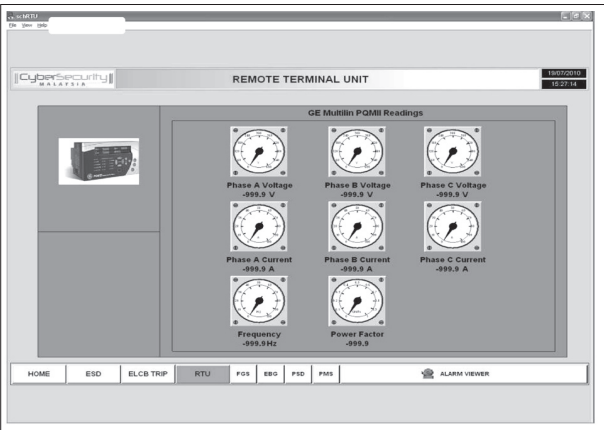 File View Help
CyberSecurity
MALAYSIA
REMOTE TERMINAL UNIT
19/07/2010
15:27:14
GE Multilin PQMII Readings
Phase A Voltage Phase B Voltage Phase C Voltage
-999.9 V -999.9 V -999.9 V
Phase A Current Phase B Current Phase C Current
-999.9 A -999.9 A -999.9 A
Frequency Power Factor
-999.9Hz -999.9
HOME ESD ELCB TRIP RTU FGS EBG PSD PMS ALARM VIEWER